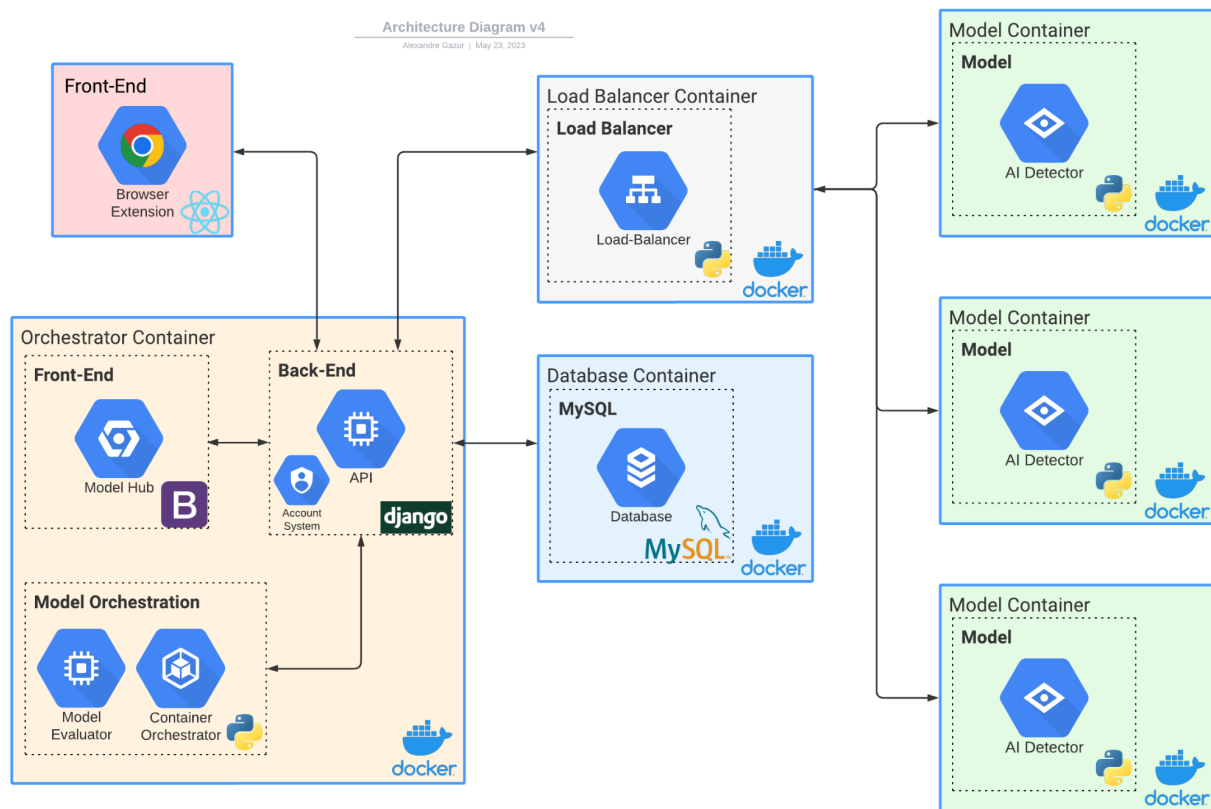 Architecture Diagram v4
Alexandre Gazur | May 23, 2023
Front-End
Browser
Extension
Load Balancer Container
Load Balancer
Load-Balancer
docker
Model Container
Model
AI Detector
docker
Orchestrator Container
Front-End
Model Hub
B
Back-End
API
Account
System
django
Database Container
MySQL
Database
MySQL
docker
Model Container
Model
AI Detector
docker
Model Orchestration
Model
Evaluator
Container
Orchestrator
docker
Model Container
Model
AI Detector
docker